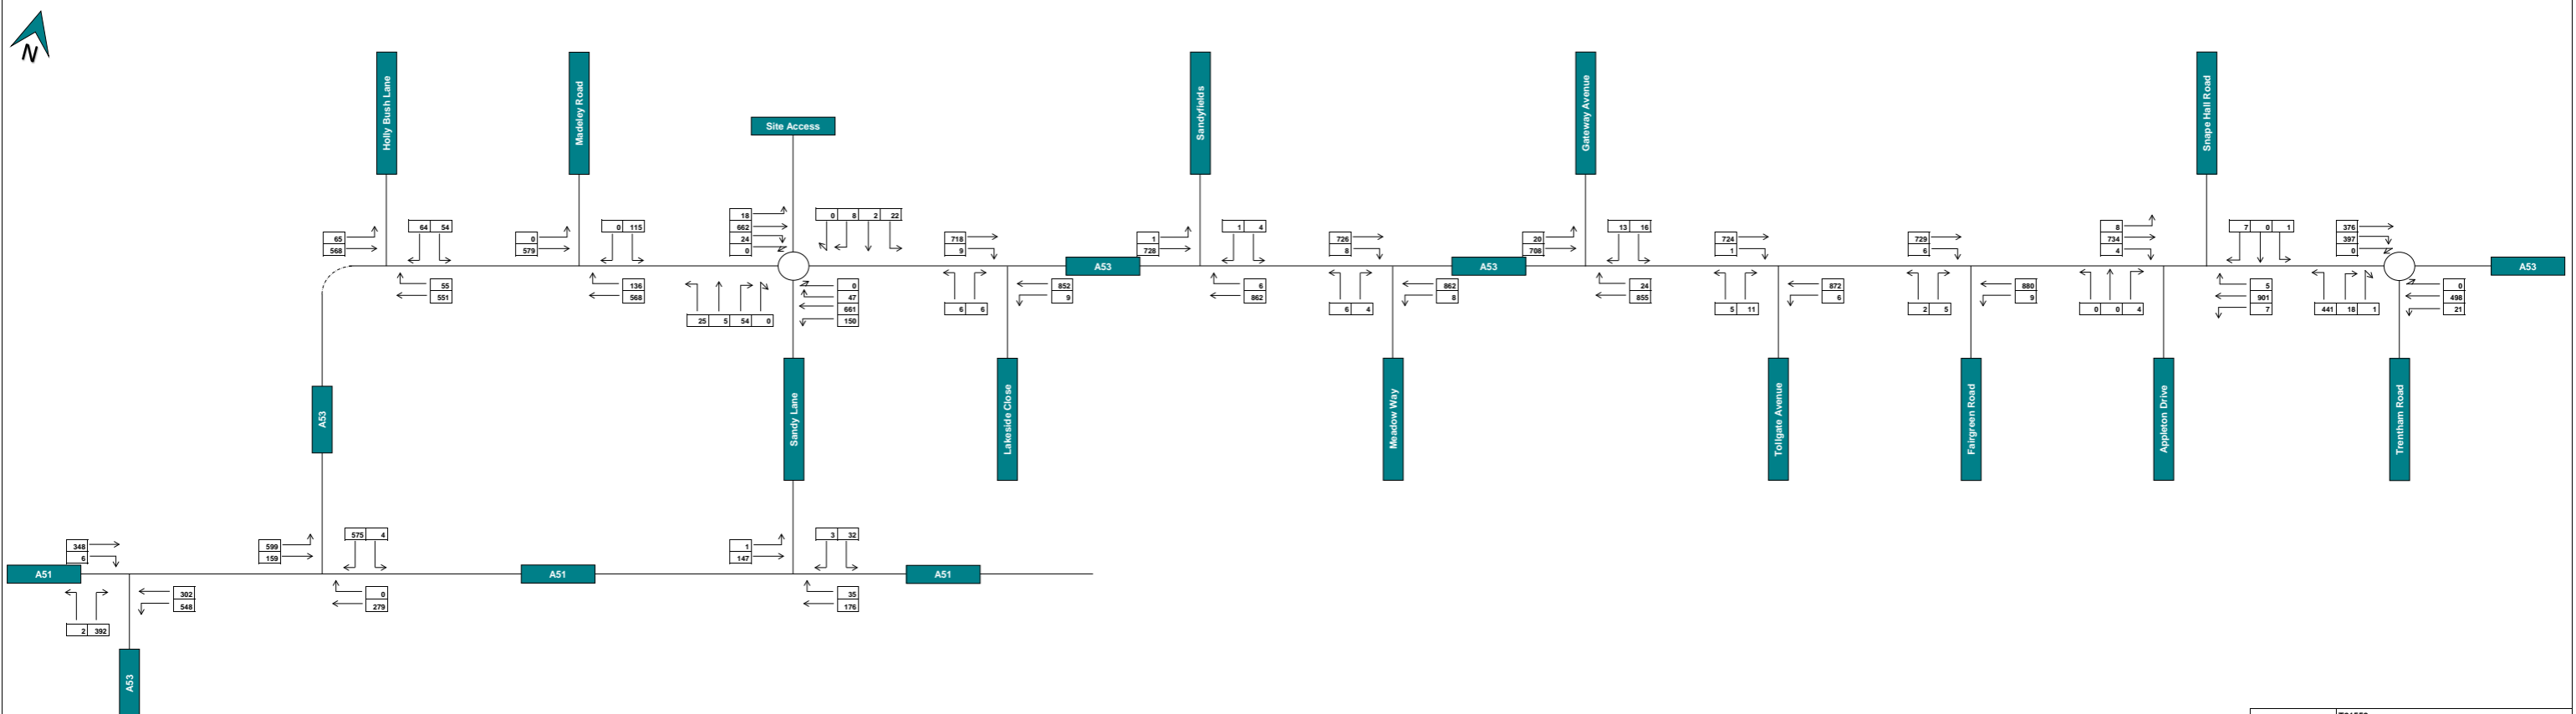 N
Holly Bush Lane
Madeley Road
Site Access
Sandyfields
Gateway Avenue
Snape Hall Road
65
568
64 54
55
551
0
579
0 115
136
568
18
662
24
0
0 8 2 22
25 5 54 0
0
47
661
150
718
9
6 6
852
9
A53
1
728
1 4
6
862
726
8
6 4
862
8
A53
20
708
13 16
24
855
724
1
5 11
872
6
729
6
2 5
880
9
8
734
4
0 0 4
7 0 1
5
901
7
376
397
0
441 18 1
0
498
21
A53
A53
Sandy Lane
Lakeside Close
Meadow Way
Tollgate Avenue
Fairgreen Road
Appleton Drive
Trentham Road
348
6
A51
2 392
302
548
599
159
575 4
0
279
A51
1
147
3 32
35
176
A51
A53